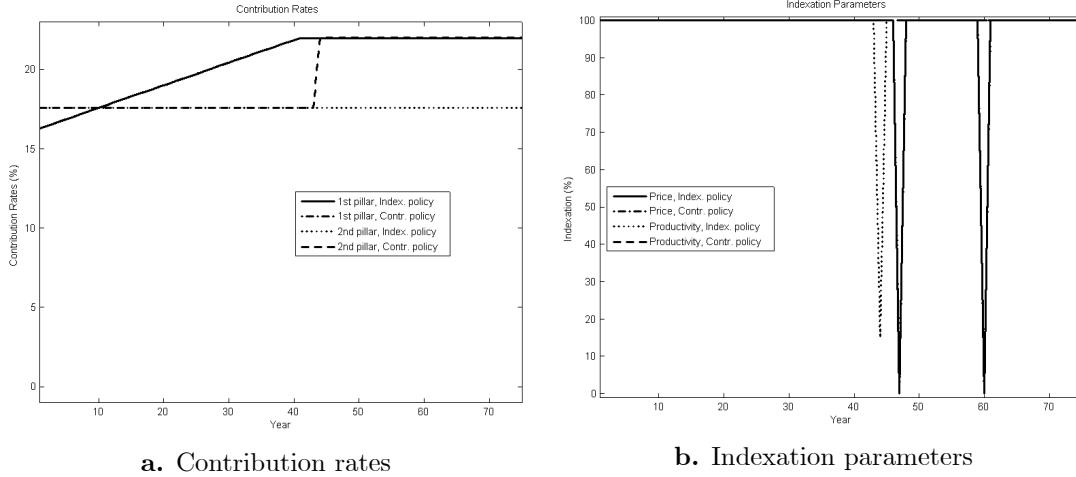 Contribution Rates
20
15
10
5
0
Contribution Rates (%)
1st pillar, Index. policy
1st pillar, Contr. policy
2nd pillar, Index. policy
2nd pillar, Contr. policy
10 20 30 40 50 60 70
Year
a. Contribution rates
Indexation Parameters
100
90
80
70
60
50
40
30
20
10
0
Indexation (%)
Price, Index. policy
Price, Contr. policy
Productivity, Index. policy
Productivity, Contr. policy
10 20 30 40 50 60 70
Year
b. Indexation parameters